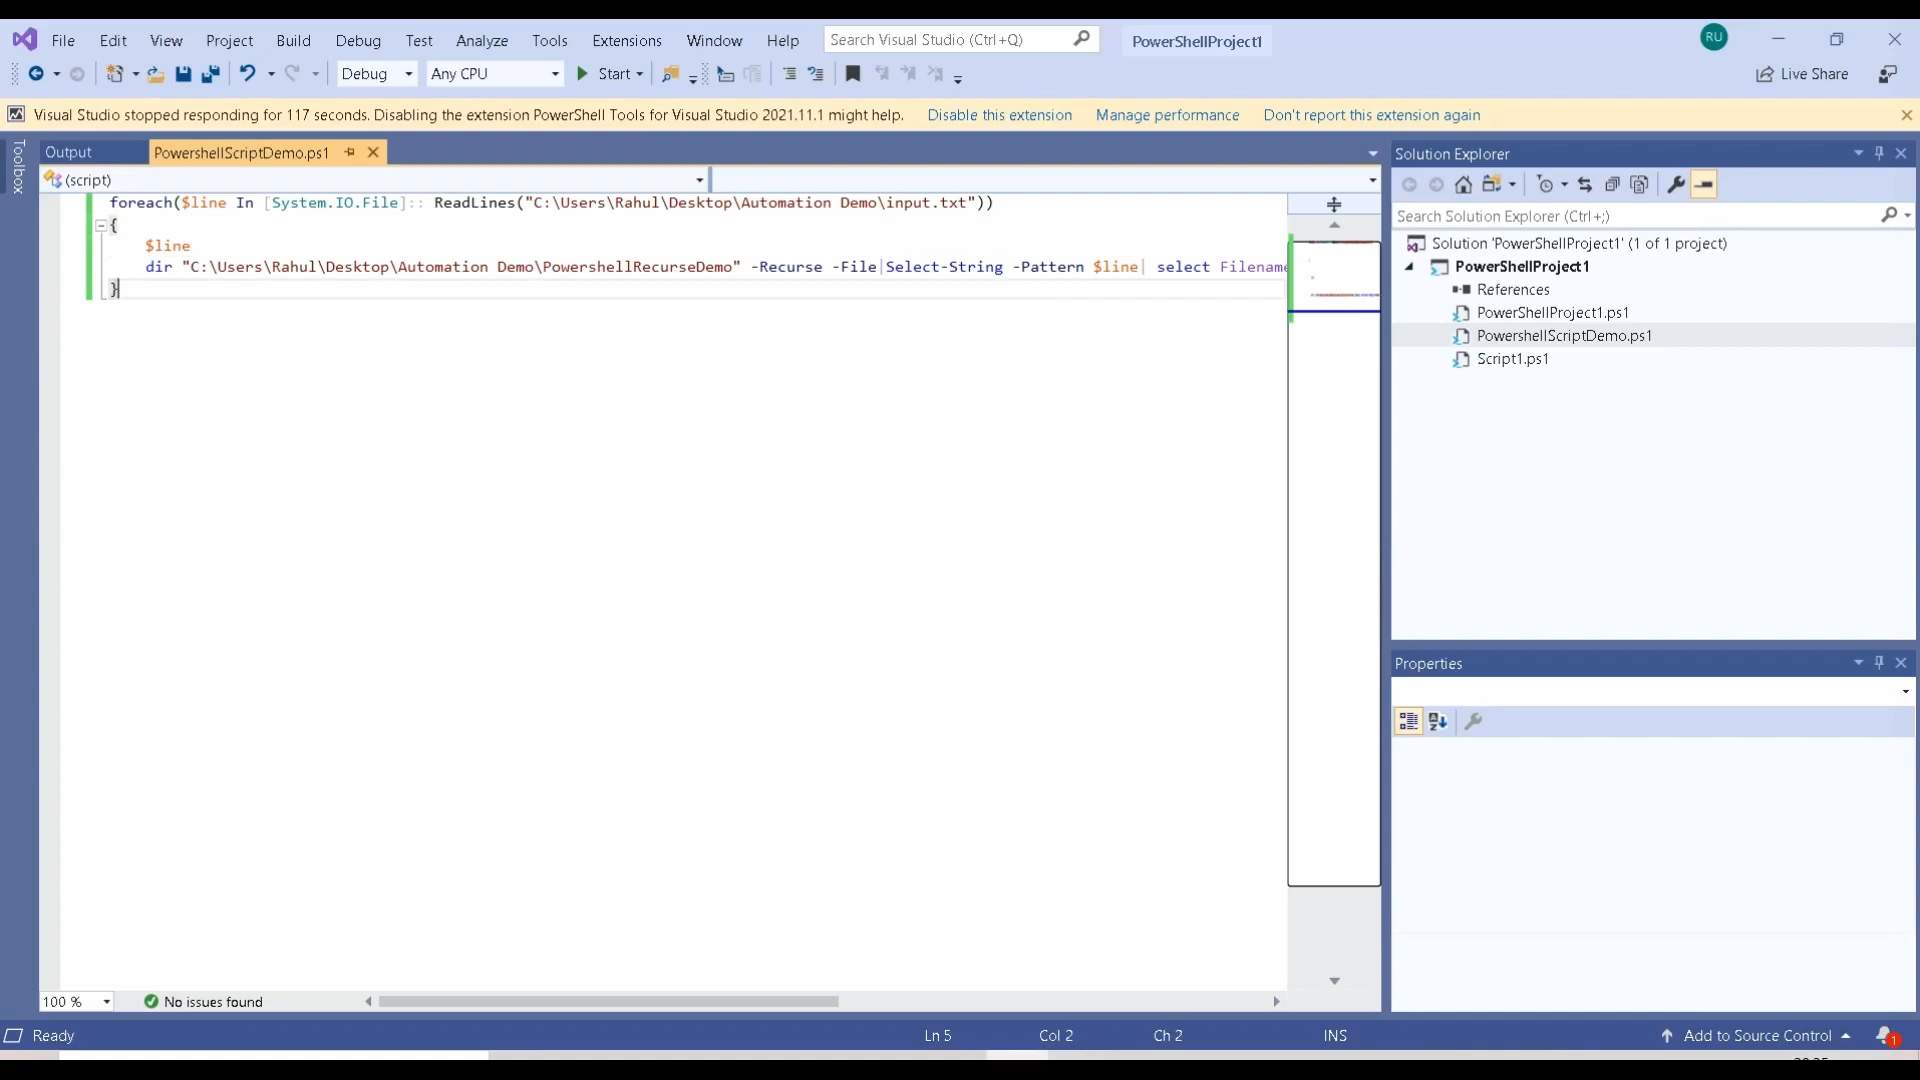 File Edit View Project Build Debug Test Analyze Tools Extensions Window Help Search Visual Studio (Ctrl+Q) PowerShellProject1 RU
Debug Any CPU Start Live Share
Visual Studio stopped responding for 117 seconds. Disabling the extension PowerShell Tools for Visual Studio 2021.11.1 might help. Disable this extension Manage performance Don't report this extension again
Toolbox
Output PowershellScriptDemo.ps1
(script)
foreach($line In [System.IO.File]:: ReadLines("C:\Users\Rahul\Desktop\Automation Demo\input.txt"))
{
$line
dir "C:\Users\Rahul\Desktop\Automation Demo\PowershellRecurseDemo" -Recurse -File|Select-String -Pattern $line| select Filename
}
100 % No issues found
Solution Explorer
Search Solution Explorer (Ctrl+;)
Solution 'PowerShellProject1' (1 of 1 project)
PowerShellProject1
References
PowerShellProject1.ps1
PowershellScriptDemo.ps1
Script1.ps1
Properties
Ready Ln 5 Col 2 Ch 2 INS Add to Source Control 1